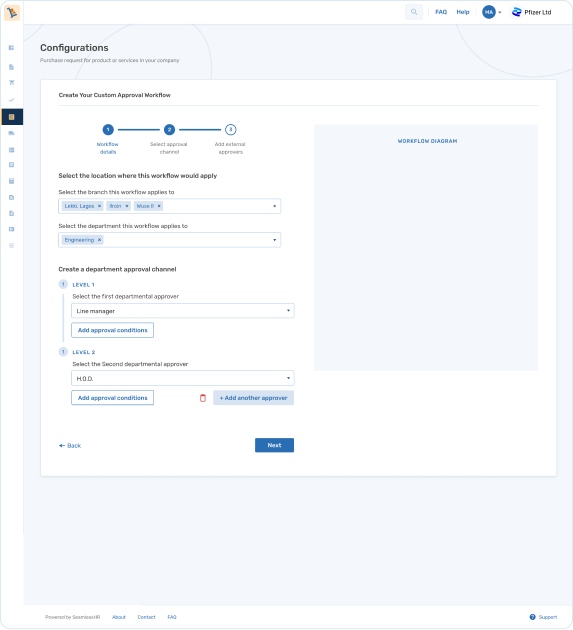 FAQ
Help
HA
Pfizer Ltd
Configurations
Purchase request for product or services in your company
Create Your Custom Approval Workflow
1
2
3
Workflow details
Select approval channel
Add external approvers
WORKFLOW DIAGRAM
Select the location where this workflow would apply
Select the branch this workflow applies to
Lekki, Lagos × Ilroin × Wuse II ×
Select the department this workflow applies to
Engineering ×
Create a department approval channel
1 LEVEL 1
Select the first departmental approver
Line manager
Add approval conditions
1 LEVEL 2
Select the Second departmental approver
H.O.D.
Add approval conditions
+ Add another approver
← Back
Next
Powered by SeamlessHR
About
Contact
FAQ
? Support